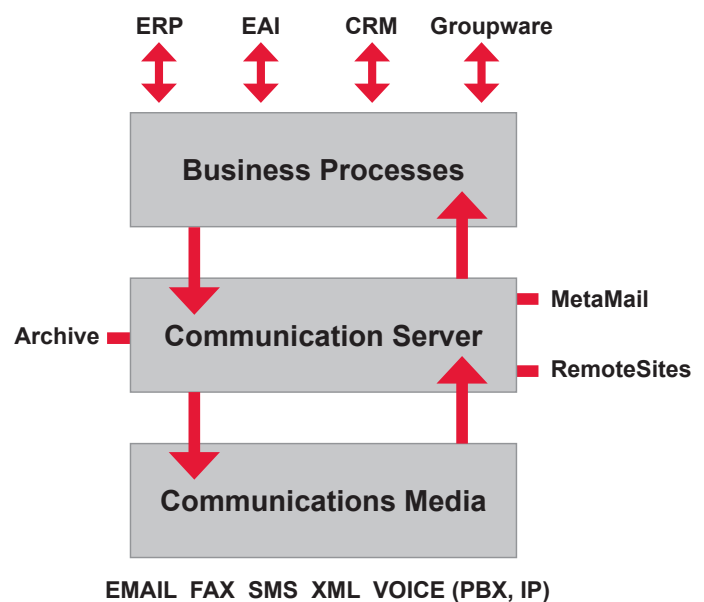 ERP EAI CRM Groupware
Business Processes
MetaMail
Archive Communication Server
RemoteSites
Communications Media
EMAIL FAX SMS XML VOICE (PBX, IP)